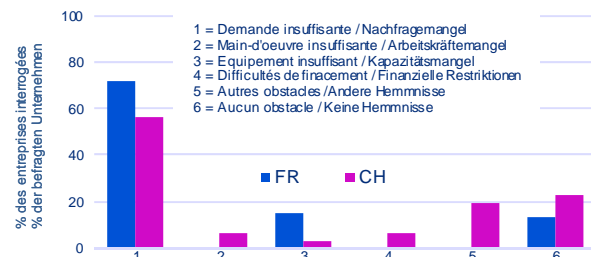 % des entreprises interrogées
% der befragten Unternehmen
100
80
60
40
20
0
1 = Demande insuffisante / Nachfragemangel
2 = Main-d'oeuvre insuffisante / Arbeitskräftemangel
3 = Equipement insuffisant / Kapazitätsmangel
4 = Difficultés de finacement / Finanzielle Restriktionen
5 = Autres obstacles / Andere Hemmnisse
6 = Aucun obstacle / Keine Hemmnisse
FR CH
1 2 3 4 5 6